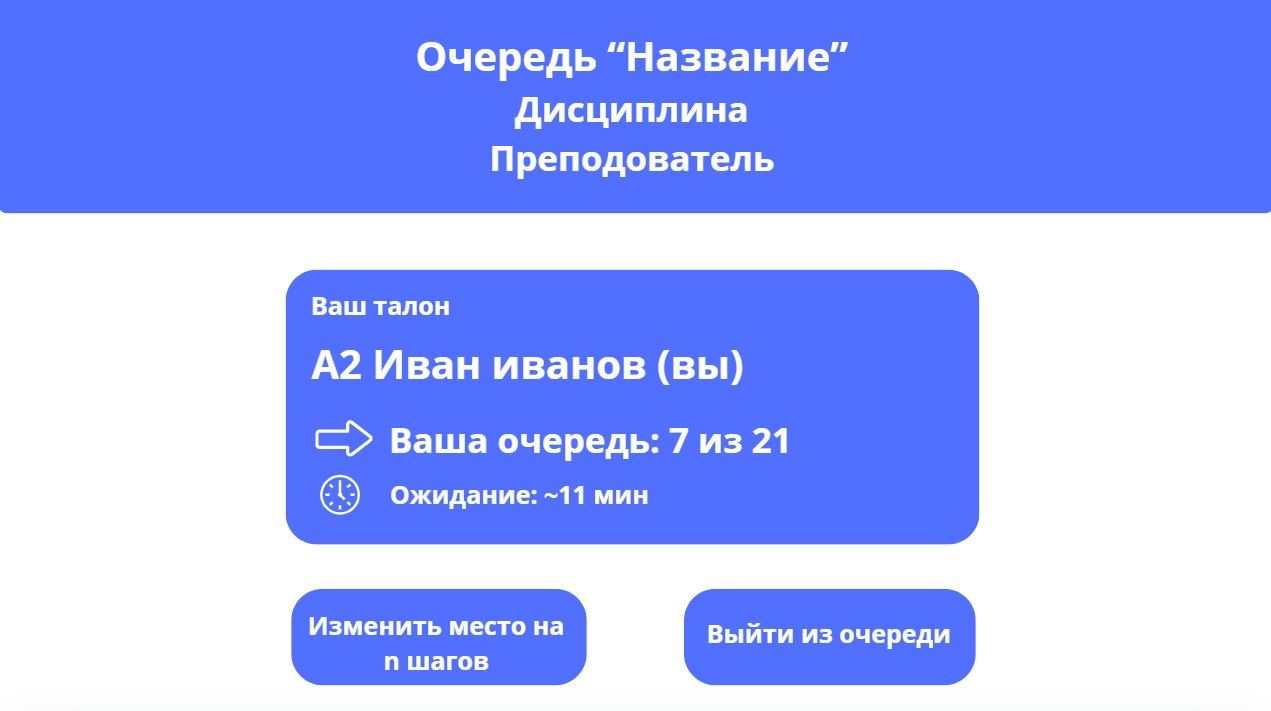 Очередь “Название”
Дисциплина
Преподователь
Ваш талон
А2 Иван иванов (вы)
Ваша очередь: 7 из 21
Ожидание: ~11 мин
Изменить место на
n шагов
Выйти из очереди